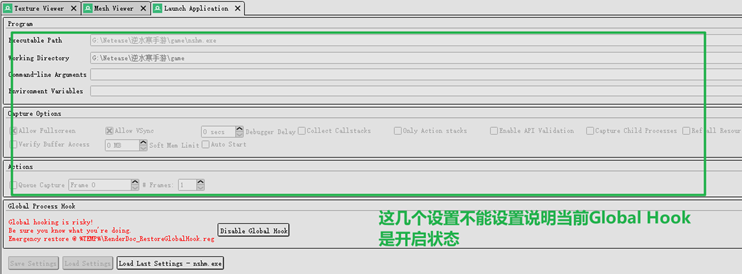 Texture Viewer × Mesh Viewer × Launch Application ×
Program
Executable Path G:\Netease\逆水寒手游\game\nshm.exe
Working Directory G:\Netease\逆水寒手游\game
Command-line Arguments
Environment Variables
Capture Options
Allow Fullscreen Allow VSync 0 secs Debugger Delay Collect Callstacks Only Action stacks Enable API Validation Capture Child Processes Ref All Resour
Verify Buffer Access 0 MB Soft Mem Limit Auto Start
Actions
Queue Capture Frame 0 # Frames: 1
Global Process Hook
Global hooking is risky!
Be sure you know what you're doing.
Emergency restore @ %TEMP%\RenderDoc_RestoreGlobalHook.reg
Disable Global Hook
这几个设置不能设置说明当前Global Hook
是开启状态
Save Settings Load Settings Load Last Settings - nshm.exe